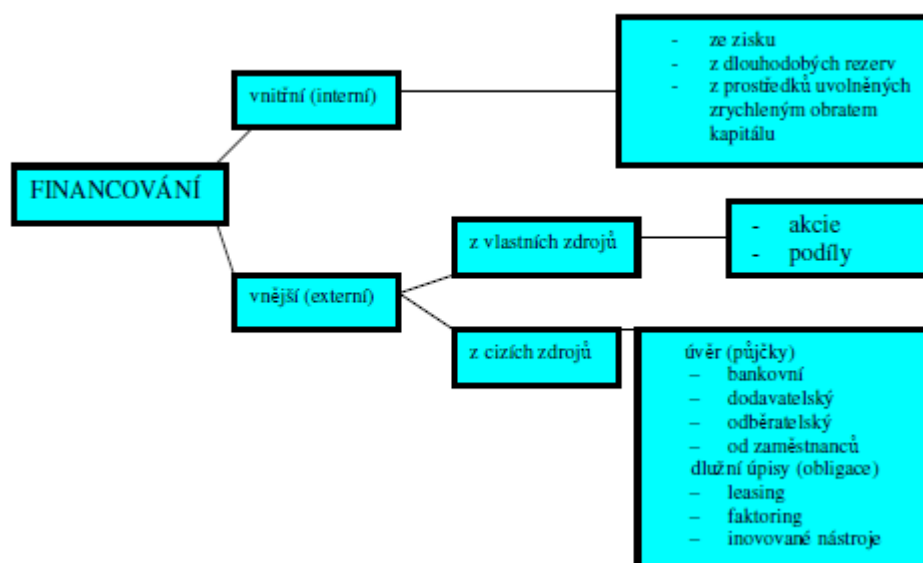 FINANCOVÁNÍ
vnitřní (interní)
- ze zisku
- z dlouhodobých rezerv
- z prostředků uvolněných
zrychleným obratem
kapitálu
vnější (externí)
z vlastních zdrojů
- akcie
- podíly
z cizích zdrojů
úvěr (půjčky)
– bankovní
– dodavatelský
– odběratelský
– od zaměstnanců
dlužní úpisy (obligace)
– leasing
– faktoring
– inovované nástroje